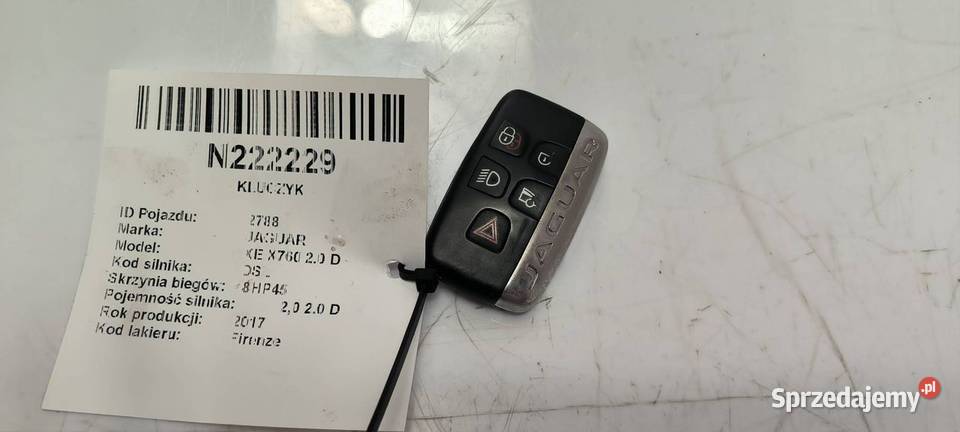 N222229
KLUCZYK
ID Pojazdu: 2788
Marka: JAGUAR
Model: XE X760 2.0 D
Kod silnika:
Skrzynia biegów: 8HP45
Pojemność silnika: 2,0 2.0 D
Rok produkcji: 2017
Kod lakieru: Firenze
JAGUAR
Sprzedajemy.pl